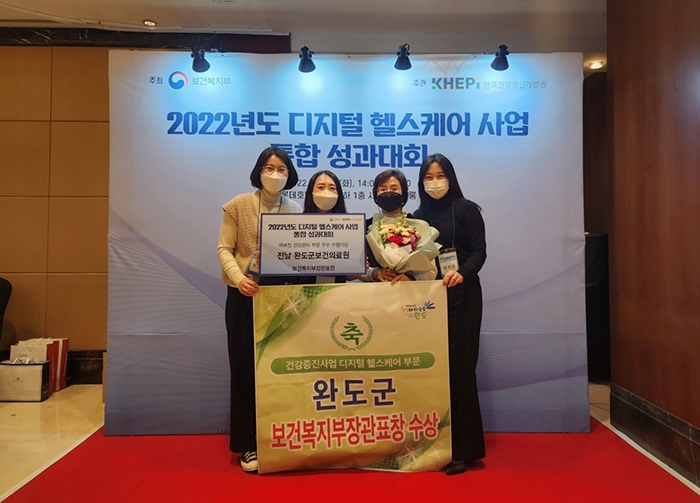 주최 보건복지부
주관 KHEPI 한국건강증진개발원
2022년도 디지털 헬스케어 사업
통합 성과대회
2022년도 디지털 헬스케어 사업
통합 성과대회
전남 완도군보건의료원
보건복지부장관표창
축
건강증진사업 디지털 헬스케어 부문
완도군
보건복지부장관표창 수상